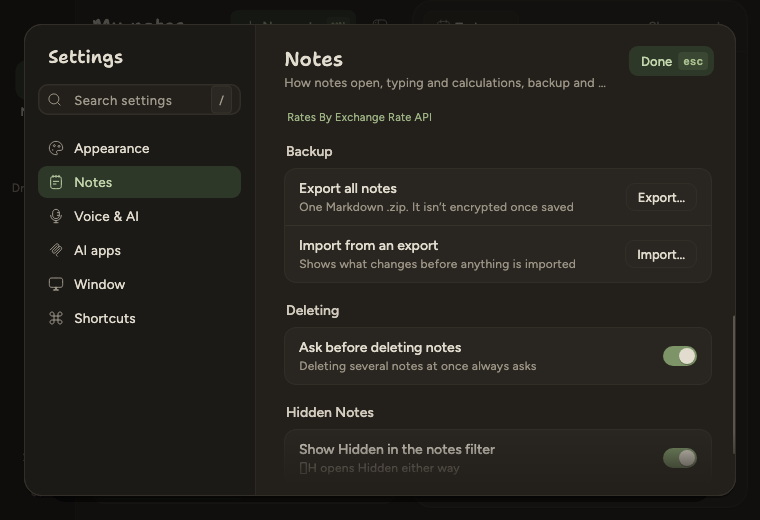 Settings
Search settings /
Appearance
Notes
Voice & AI
AI apps
Window
Shortcuts
Notes
Done esc
How notes open, typing and calculations, backup and ...
Rates By Exchange Rate API
Backup
Export all notes
One Markdown .zip. It isn't encrypted once saved
Export...
Import from an export
Shows what changes before anything is imported
Import...
Deleting
Ask before deleting notes
Deleting several notes at once always asks
Hidden Notes
Show Hidden in the notes filter
H opens Hidden either way